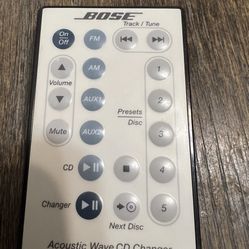 BOSE
Track / Tune
On
Off
FM
AM
1
Volume
AUX1
2
Presets
Disc
3
Mute
AUX2
CD
4
Changer
5
Next Disc
Acoustic Wave CD Changer